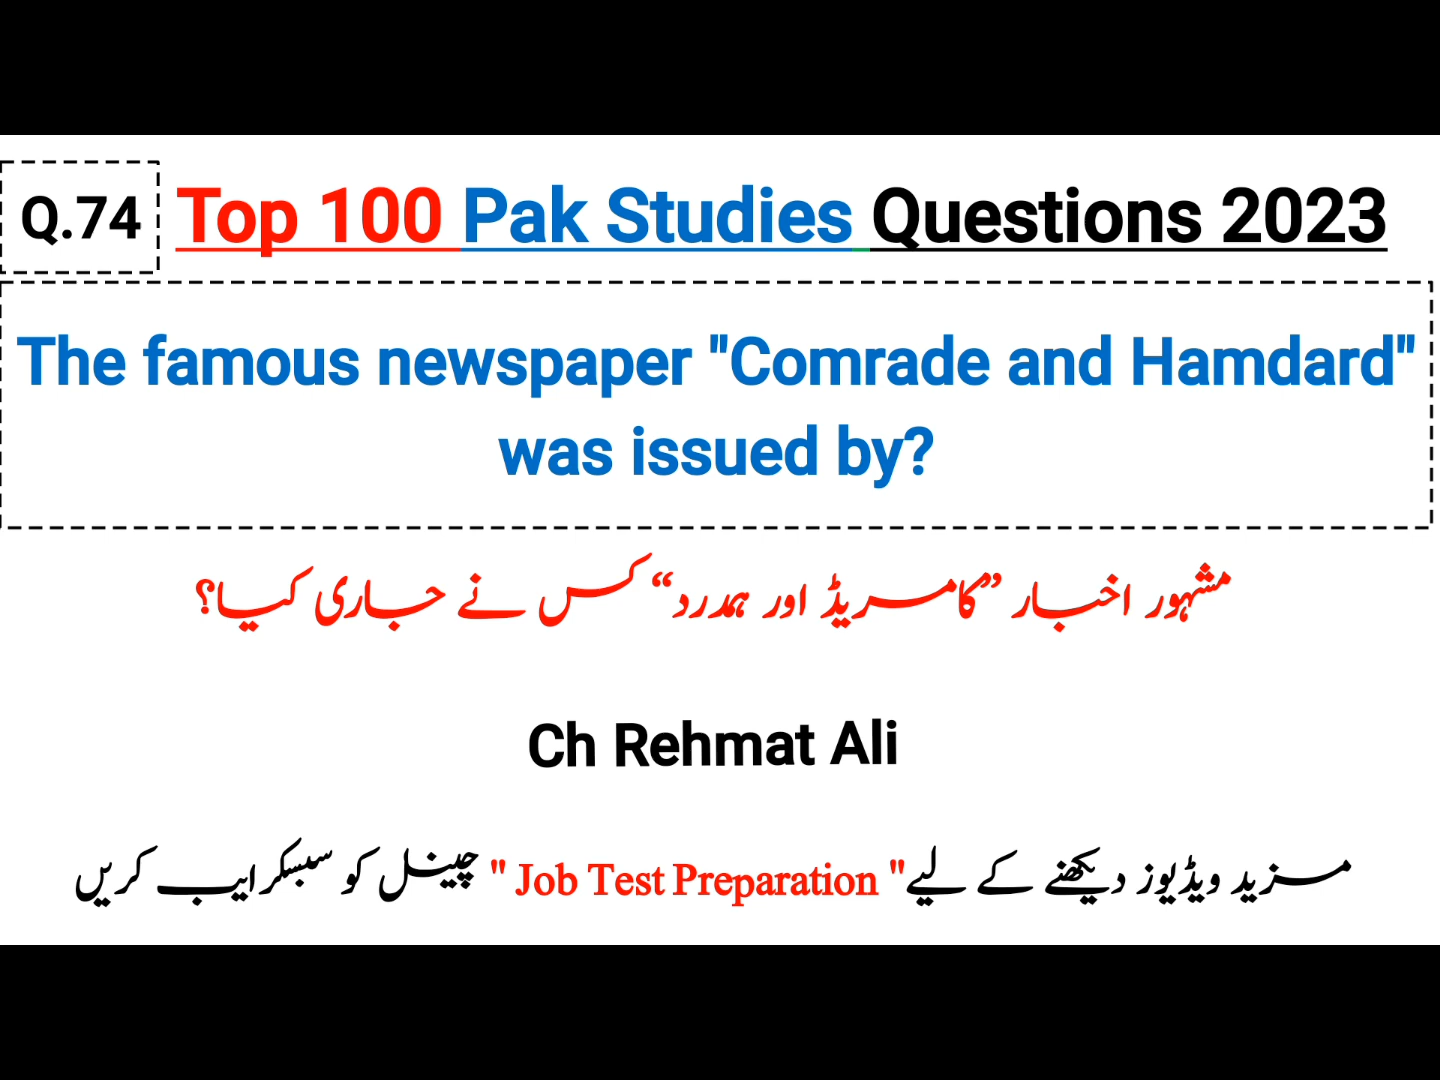 Q.74
Top 100 Pak Studies Questions 2023
The famous newspaper "Comrade and Hamdard"
was issued by?
مشہور اخبار ”کامریڈ اور ہمدرد“ کس نے جاری کیا؟
Ch Rehmat Ali
مزید ویڈیوز دیکھنے کے لیے " Job Test Preparation " چینل کو سبسکرایب کریں